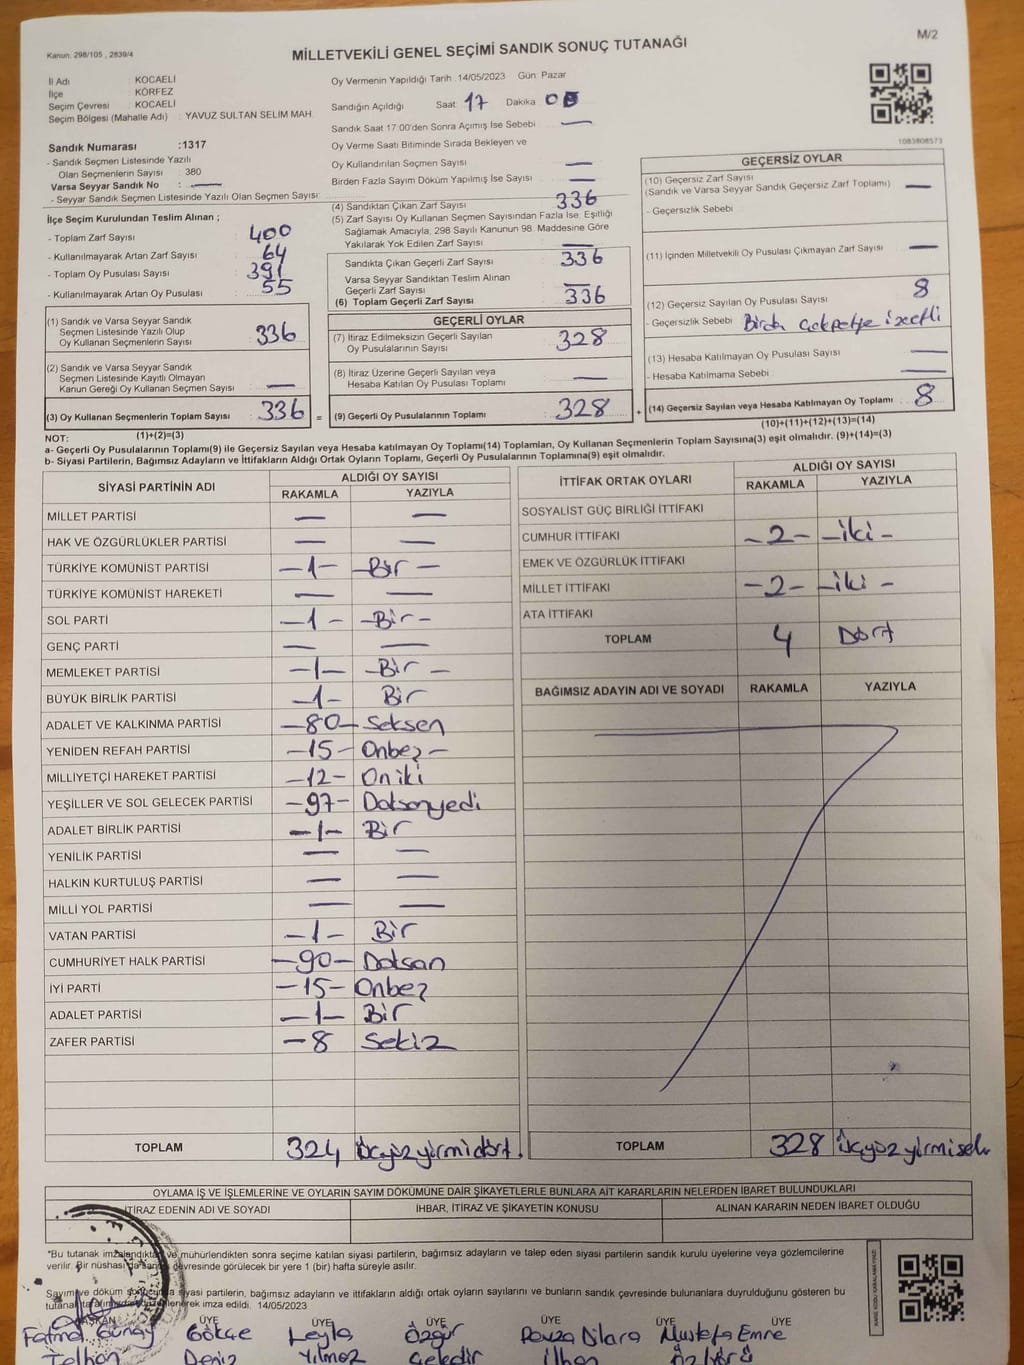 Kanun: 298/105 , 2839/4
M/2
MİLLETVEKİLİ GENEL SEÇİMİ SANDIK SONUÇ TUTANAĞI
İl Adı : KOCAELİ
İlçe : KÖRFEZ
Seçim Çevresi : KOCAELİ
Seçim Bölgesi (Mahalle Adı) : YAVUZ SULTAN SELIM MAH.
Sandık Numarası :1317
- Sandık Seçmen Listesinde Yazılı
Olan Seçmenlerin Sayısı : 380
Varsa Seyyar Sandık No : —
- Seyyar Sandık Seçmen Listesinde Yazılı Olan Seçmen Sayısı:
İlçe Seçim Kurulundan Teslim Alınan ;
- Toplam Zarf Sayısı : 400
- Kullanılmayarak Artan Zarf Sayısı : 64
- Toplam Oy Pusulası Sayısı : 391
- Kullanılmayarak Artan Oy Pusulası : 55
(1) Sandık ve Varsa Seyyar Sandık
Seçmen Listesinde Yazılı Olup
Oy Kullanan Seçmenlerin Sayısı : 336
(2) Sandık ve Varsa Seyyar Sandık
Seçmen Listesinde Kayıtlı Olmayan
Kanun Gereği Oy Kullanan Seçmen Sayısı : —
(3) Oy Kullanan Seçmenlerin Toplam Sayısı : 336 =
(1)+(2)=(3)
Oy Vermenin Yapıldığı Tarih :14/05/2023 Gün: Pazar
Sandığın Açıldığı Saat: 17 Dakika
Sandık Saat 17:00'den Sonra Açımış İse Sebebi : —
Oy Verme Saati Bitiminde Sırada Bekleyen ve
Oy Kullandırılan Seçmen Sayısı : —
Birden Fazla Sayım Döküm Yapılmış İse Sayısı : —
(4) Sandıktan Çıkan Zarf Sayısı : 336
(5) Zarf Sayısı Oy Kullanan Seçmen Sayısından Fazla İse, Eşitliği
Sağlamak Amacıyla, 298 Sayılı Kanunun 98. Maddesine Göre
Yakılarak Yok Edilen Zarf Sayısı : —
Sandıkta Çıkan Geçerli Zarf Sayısı : 336
Varsa Seyyar Sandıktan Teslim Alınan
Geçerli Zarf Sayısı : —
(6) Toplam Geçerli Zarf Sayısı : 336
GEÇERLİ OYLAR
(7) İtiraz Edilmeksizin Geçerli Sayılan
Oy Pusulalarının Sayısı : 328
(8) İtiraz Üzerine Geçerli Sayılan veya
Hesaba Katılan Oy Pusulası Toplamı : —
(9) Geçerli Oy Pusulalarının Toplamı : 328 +
1083808573
GEÇERSİZ OYLAR
(10) Geçersiz Zarf Sayısı
(Sandık ve Varsa Seyyar Sandık Geçersiz Zarf Toplamı) : —
- Geçersizlik Sebebi :
(11) İçinden Milletvekili Oy Pusulası Çıkmayan Zarf Sayısı : —
(12) Geçersiz Sayılan Oy Pusulası Sayısı : 8
- Geçersizlik Sebebi :
(13) Hesaba Katılmayan Oy Pusulası Sayısı : —
- Hesaba Katılmama Sebebi : —
(14) Geçersiz Sayılan veya Hesaba Katılmayan Oy Toplamı : 8
(10)+(11)+(12)+(13)=(14)
NOT:
a- Geçerli Oy Pusulalarının Toplamı(9) ile Geçersiz Sayılan veya Hesaba katılmayan Oy Toplamı(14) Toplamları, Oy Kullanan Seçmenlerin Toplam Sayısına(3) eşit olmalıdır. (9)+(14)=(3)
b- Siyasi Partilerin, Bağımsız Adayların ve İttifakların Aldığı Ortak Oyların Toplamı, Geçerli Oy Pusulalarının Toplamına(9) eşit olmalıdır.
SİYASİ PARTİNİN ADI ALDIĞI OY SAYISI
RAKAMLA YAZIYLA
MİLLET PARTİSİ — —
HAK VE ÖZGÜRLÜKLER PARTİSİ — —
TÜRKİYE KOMÜNİST PARTİSİ -1- -Bir-
TÜRKİYE KOMÜNİST HAREKETİ — —
SOL PARTİ -1- -Bir-
GENÇ PARTİ — —
MEMLEKET PARTİSİ -1- -Bir-
BÜYÜK BİRLİK PARTİSİ -1- Bir
ADALET VE KALKINMA PARTİSİ -80- Seksen
YENİDEN REFAH PARTİSİ -15- Onbeş-
MİLLİYETÇİ HAREKET PARTİSİ -12- Oniki
YEŞİLLER VE SOL GELECEK PARTİSİ -97- Doksanyedi
ADALET BİRLİK PARTİSİ -1- Bir
YENİLİK PARTİSİ — —
HALKIN KURTULUŞ PARTİSİ — —
MİLLİ YOL PARTİSİ — —
VATAN PARTİSİ -1- Bir
CUMHURİYET HALK PARTİSİ -90- Doksan
İYİ PARTİ -15- Onbeş
ADALET PARTİSİ -1- Bir
ZAFER PARTİSİ -8 Sekiz
TOPLAM 324 üçyüzyirmidört.
İTTİFAK ORTAK OYLARI ALDIĞI OY SAYISI
RAKAMLA YAZIYLA
SOSYALİST GÜÇ BİRLİĞİ İTTİFAKI
CUMHUR İTTİFAKI -2- -iki-
EMEK VE ÖZGÜRLÜK İTTİFAKI
MİLLET İTTİFAKI -2- -iki-
ATA İTTİFAKI
TOPLAM 4 Dört
BAĞIMSIZ ADAYIN ADI VE SOYADI RAKAMLA YAZIYLA
TOPLAM 328 üçyüzyirmisek
OYLAMA İŞ VE İŞLEMLERİNE VE OYLARIN SAYIM DÖKÜMÜNE DAİR ŞİKAYETLERLE BUNLARA AİT KARARLARIN NELERDEN İBARET BULUNDUKLARI
İTİRAZ EDENİN ADI VE SOYADI İHBAR, İTİRAZ VE ŞİKAYETİN KONUSU ALINAN KARARIN NEDEN İBARET OLDUĞU
*Bu tutanak imzalandıktan ve mühürlendikten sonra seçime katılan siyasi partilerin, bağımsız adayların ve talep eden siyasi partilerin sandık kurulu üyelerine veya gözlemcilerine
verilir. Bir nüshası da sandık çevresinde görülecek bir yere 1 (bir) hafta süreyle asılır.
Sayım ve döküm sonucunda siyasi partilerin, bağımsız adayların ve ittifakların aldığı ortak oyların sayılarını ve bunların sandık çevresinde bulunanlara duyrulduğunu gösteren bu
tutanak tarafımızdan düzenlenerek imza edildi. 14/05/2023
BAŞKAN ÜYE ÜYE ÜYE ÜYE ÜYE ÜYE
Fatma Günay Gökçe Leyla Özgür Dilara Mustafa Emre
Deniz Yılmaz İlhan